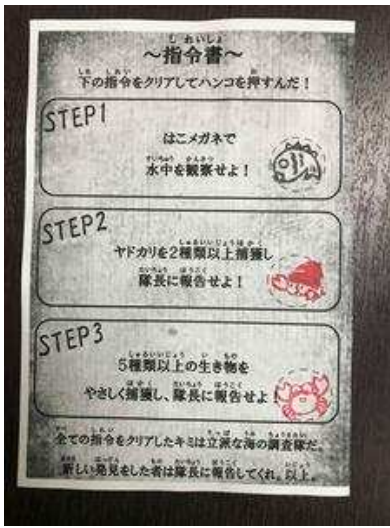 ～指令書～
下の指令をクリアしてハンコを押すんだ！
STEP1
はこメガネで
水中を観察せよ！
STEP2
ヤドカリを2種類以上捕獲し
隊長に報告せよ！
STEP3
5種類以上の生き物を
やさしく捕獲し、隊長に報告せよ！
全ての指令をクリアしたキミは立派な海の調査隊だ。
新しい発見をした者は隊長に報告してくれ。以上。